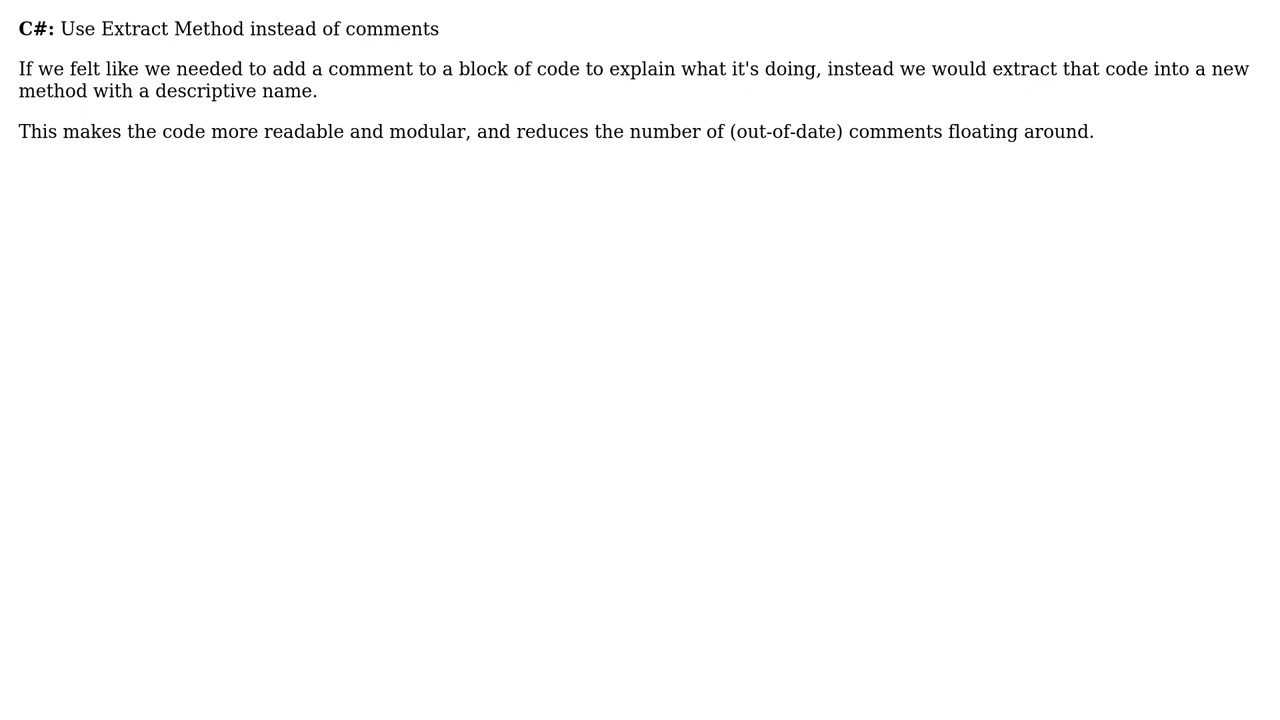 C#: Use Extract Method instead of comments
If we felt like we needed to add a comment to a block of code to explain what it's doing, instead we would extract that code into a new
method with a descriptive name.
This makes the code more readable and modular, and reduces the number of (out-of-date) comments floating around.